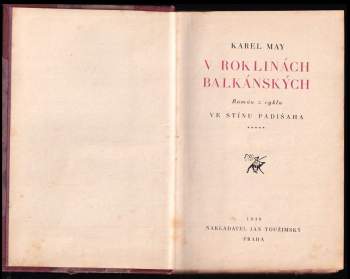 KAREL MAY
V ROKLINÁCH
BALKÁNSKÝCH
Román z cyklu
VE STÍNU PADIŠAHA
NAKLADATEL JAN TOUŽIMSKÝ
PRAHA